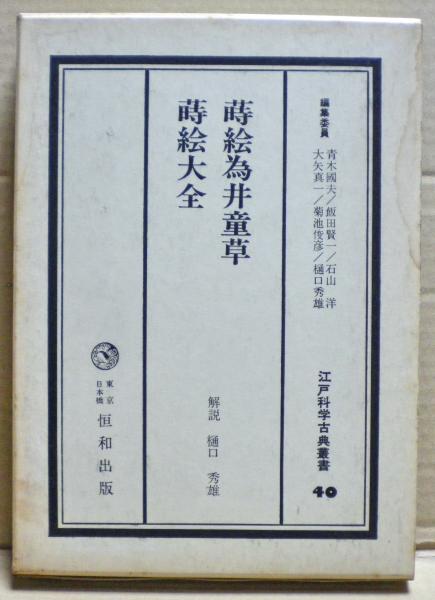 編集委員
青木國夫／飯田賢一／石山 洋
大矢真一／菊池俊彦／樋口秀雄
江戸科学古典叢書
40
蒔絵為井童草
蒔絵大全
解説 樋口 秀雄
東京
日本橋
恒和出版